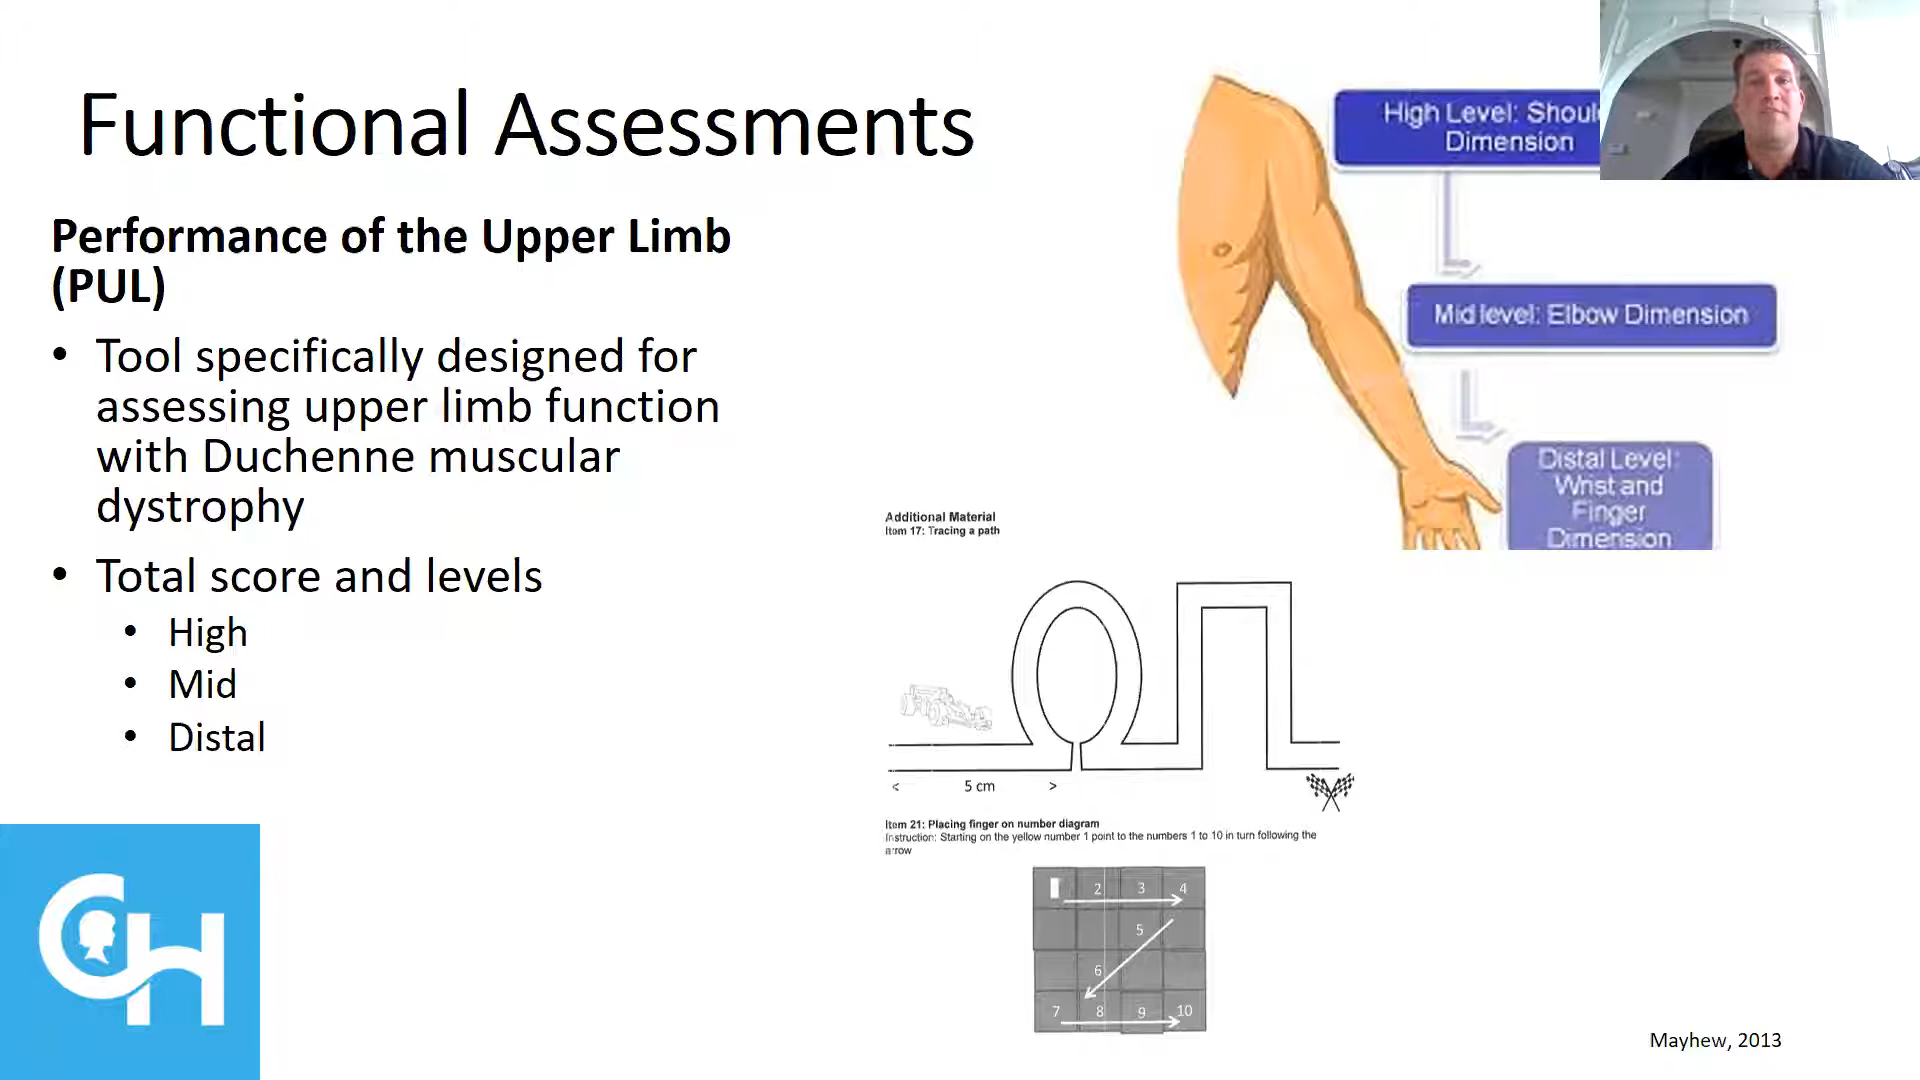 Functional Assessments
Performance of the Upper Limb
(PUL)
• Tool specifically designed for
assessing upper limb function
with Duchenne muscular
dystrophy
• Total score and levels
• High
• Mid
• Distal
High Level: Shoul
Dimension
Mid level: Elbow Dimension
Distal Level:
Wrist and
Finger
Dimension
Additional Material
Item 17: Tracing a path
< 5 cm >
Item 21: Placing finger on number diagram
Instruction: Starting on the yellow number 1 point to the numbers 1 to 10 in turn following the
arrow
2 3 4
5
6
7 8 9 10
CH
Mayhew, 2013